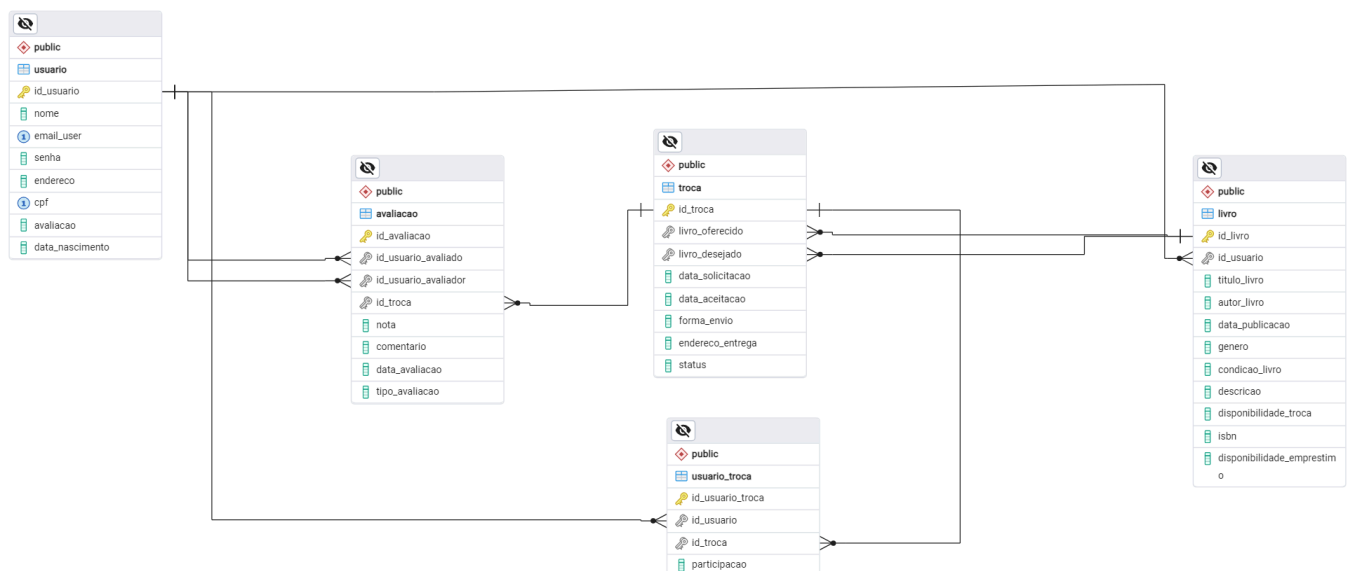 public
usuario
id_usuario
nome
1 email_user
senha
endereco
1 cpf
avaliacao
data_nascimento
public
avaliacao
id_avaliacao
id_usuario_avaliado
id_usuario_avaliador
id_troca
nota
comentario
data_avaliacao
tipo_avaliacao
public
troca
id_troca
livro_oferecido
livro_desejado
data_solicitacao
data_aceitacao
forma_envio
endereco_entrega
status
public
usuario_troca
id_usuario_troca
id_usuario
id_troca
participacao
public
livro
id_livro
id_usuario
titulo_livro
autor_livro
data_publicacao
genero
condicao_livro
descricao
disponibilidade_troca
isbn
disponibilidade_emprestim
o